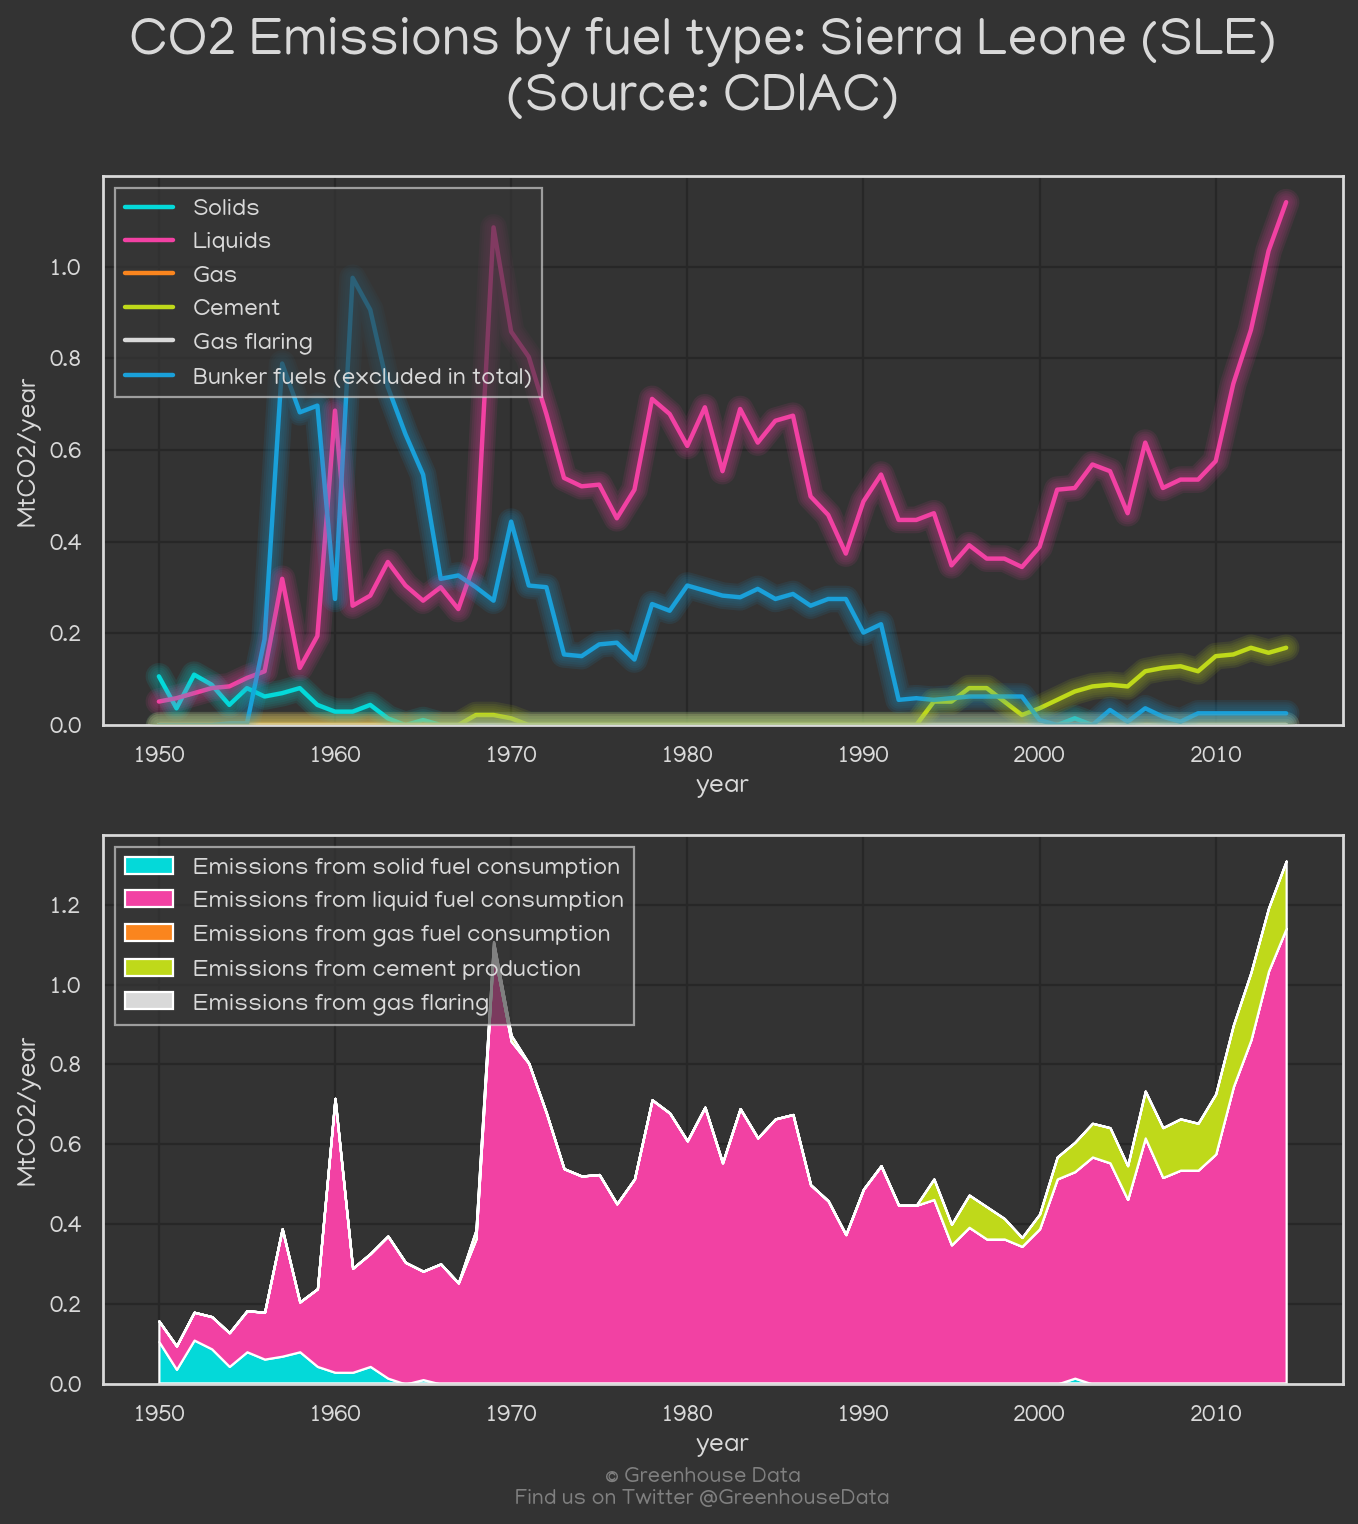 CO2 Emissions by fuel type: Sierra Leone (SLE)
(Source: CDIAC)
Solids
Liquids
Gas
Cement
Gas flaring
Bunker fuels (excluded in total)
MtCO2/year
1.0
0.8
0.6
0.4
0.2
0.0
1950 1960 1970 1980 1990 2000 2010
year
Emissions from solid fuel consumption
Emissions from liquid fuel consumption
Emissions from gas fuel consumption
Emissions from cement production
Emissions from gas flaring
MtCO2/year
1.2
1.0
0.8
0.6
0.4
0.2
0.0
1950 1960 1970 1980 1990 2000 2010
year
© Greenhouse Data
Find us on Twitter @GreenhouseData